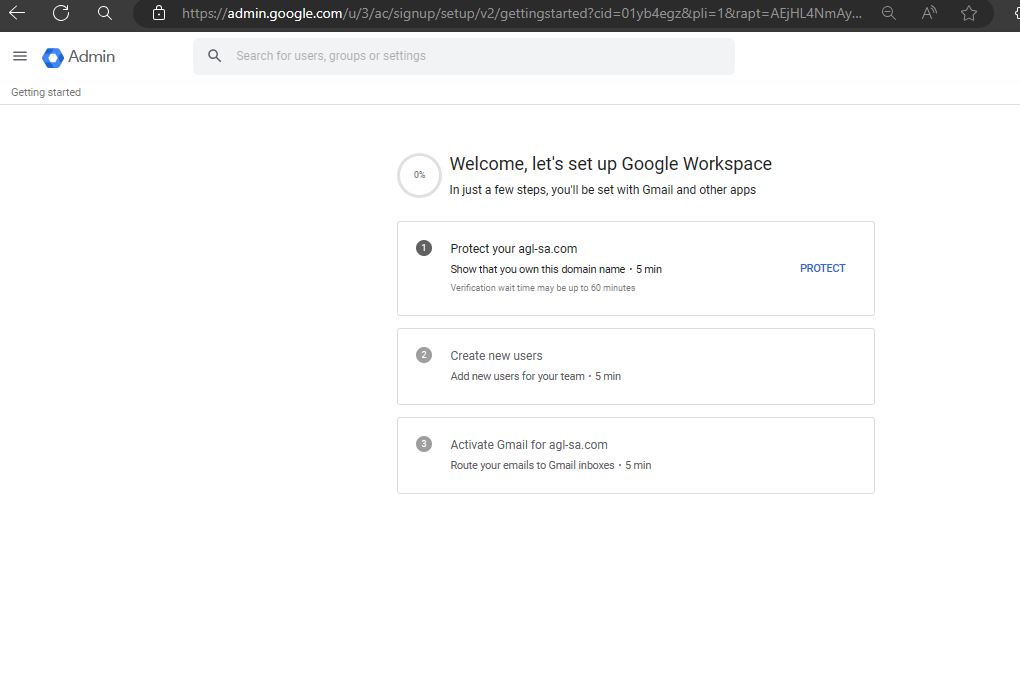 https://admin.google.com/u/3/ac/signup/setup/v2/gettingstarted?cid=01yb4egz&pli=1&rapt=AEjHL4NmAy...
Admin
Search for users, groups or settings
Getting started
0%
Welcome, let's set up Google Workspace
In just a few steps, you'll be set with Gmail and other apps
1
Protect your agl-sa.com
Show that you own this domain name • 5 min
PROTECT
Verification wait time may be up to 60 minutes
2
Create new users
Add new users for your team • 5 min
3
Activate Gmail for agl-sa.com
Route your emails to Gmail inboxes • 5 min